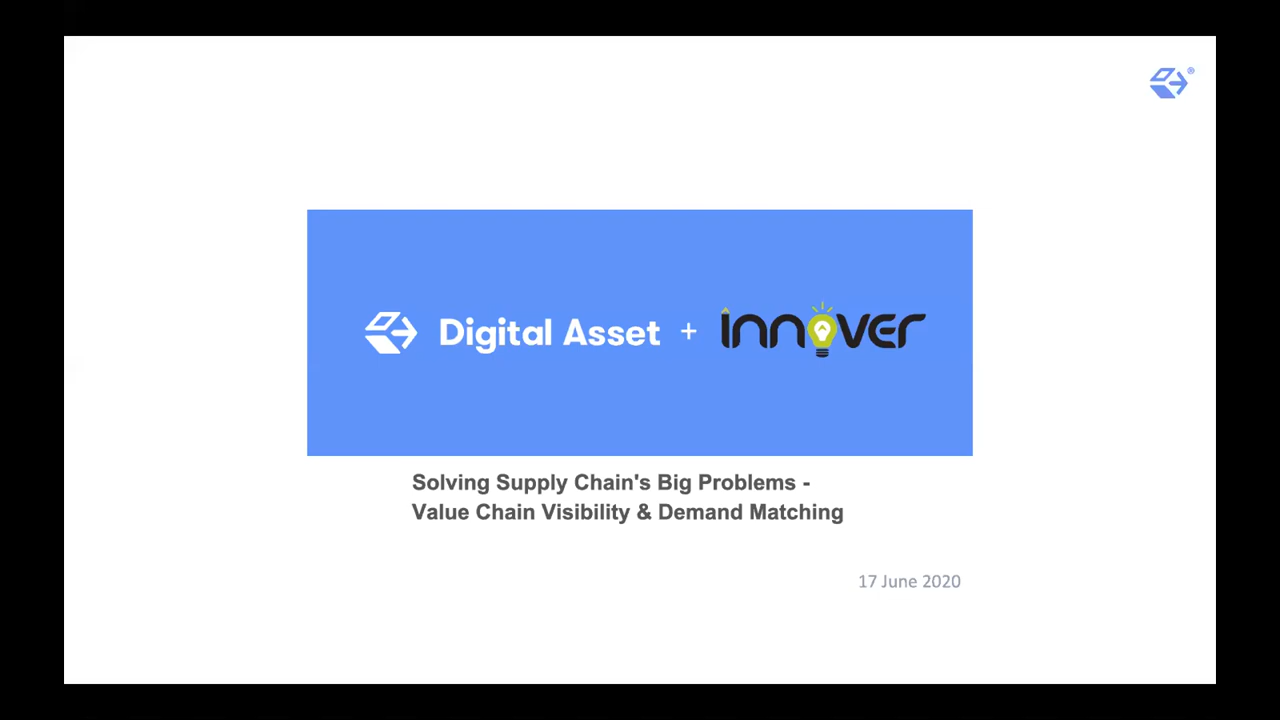 ®
Digital Asset + innover
Solving Supply Chain's Big Problems -
Value Chain Visibility & Demand Matching
17 June 2020